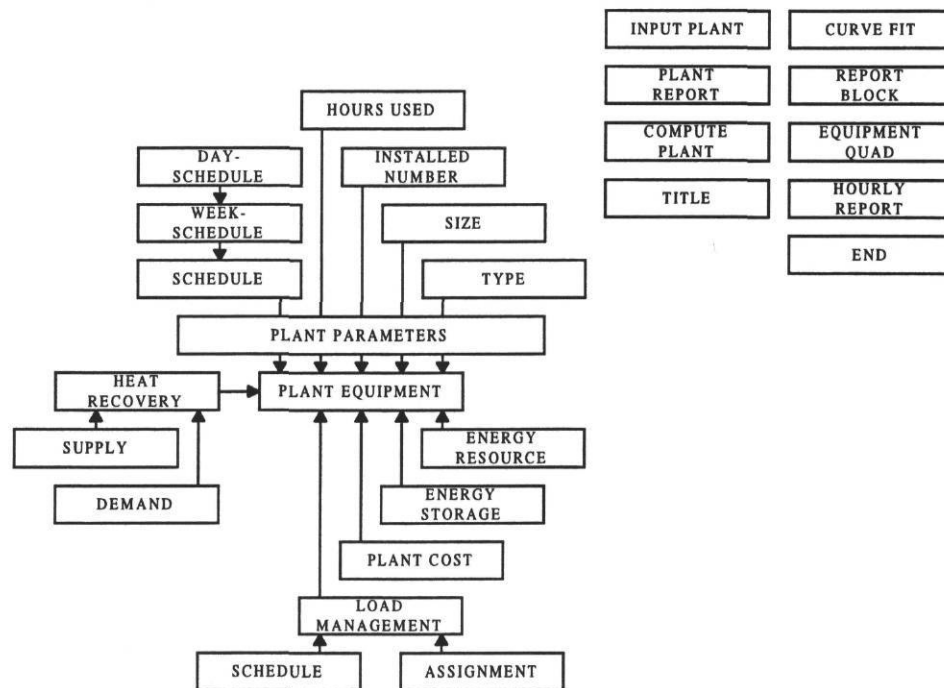 INPUT PLANT
CURVE FIT
PLANT
REPORT
REPORT
BLOCK
HOURS USED
COMPUTE
PLANT
EQUIPMENT
QUAD
DAY-
SCHEDULE
INSTALLED
NUMBER
TITLE
HOURLY
REPORT
WEEK-
SCHEDULE
SIZE
END
SCHEDULE
TYPE
PLANT PARAMETERS
HEAT
RECOVERY
PLANT EQUIPMENT
SUPPLY
ENERGY
RESOURCE
DEMAND
ENERGY
STORAGE
PLANT COST
LOAD
MANAGEMENT
SCHEDULE
ASSIGNMENT